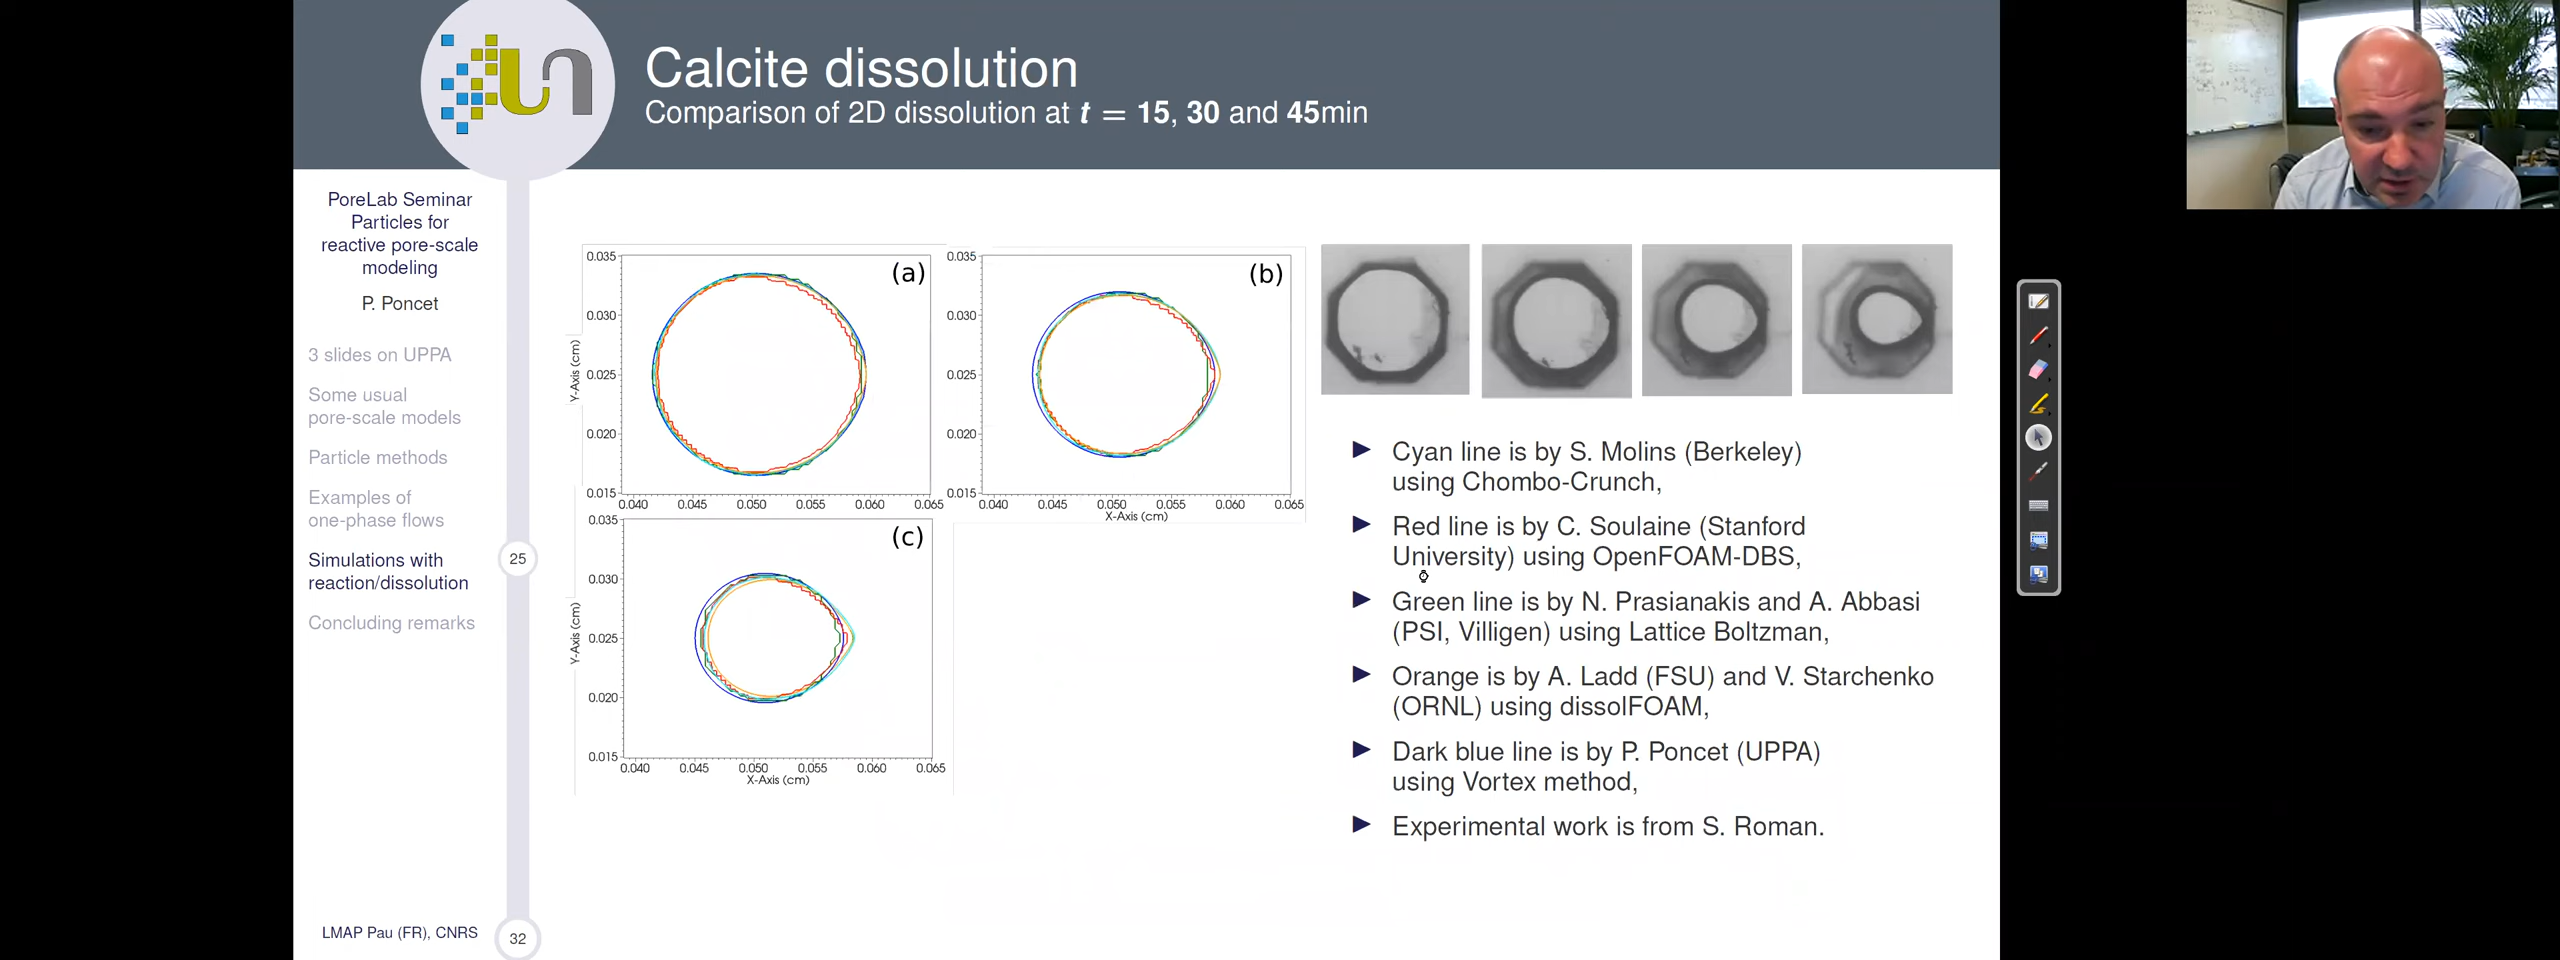 Calcite dissolution
Comparison of 2D dissolution at t = 15, 30 and 45min
PoreLab Seminar
Particles for
reactive pore-scale
modeling
P. Poncet
3 slides on UPPA
Some usual
pore-scale models
Particle methods
Examples of
one-phase flows
Simulations with
reaction/dissolution
Concluding remarks
25
LMAP Pau (FR), CNRS
32
(a)
0.035
0.030
0.025
0.020
0.015
Y-Axis (cm)
0.040 0.045 0.050 0.055 0.060 0.065
(b)
0.035
0.030
0.025
0.020
0.015
0.040 0.045 0.050 0.055 0.060 0.065
X-Axis (cm)
(c)
0.035
0.030
0.025
0.020
0.015
Y-Axis (cm)
0.040 0.045 0.050 0.055 0.060 0.065
X-Axis (cm)
Cyan line is by S. Molins (Berkeley)
using Chombo-Crunch,
Red line is by C. Soulaine (Stanford
University) using OpenFOAM-DBS,
Green line is by N. Prasianakis and A. Abbasi
(PSI, Villigen) using Lattice Boltzman,
Orange is by A. Ladd (FSU) and V. Starchenko
(ORNL) using dissolFOAM,
Dark blue line is by P. Poncet (UPPA)
using Vortex method,
Experimental work is from S. Roman.